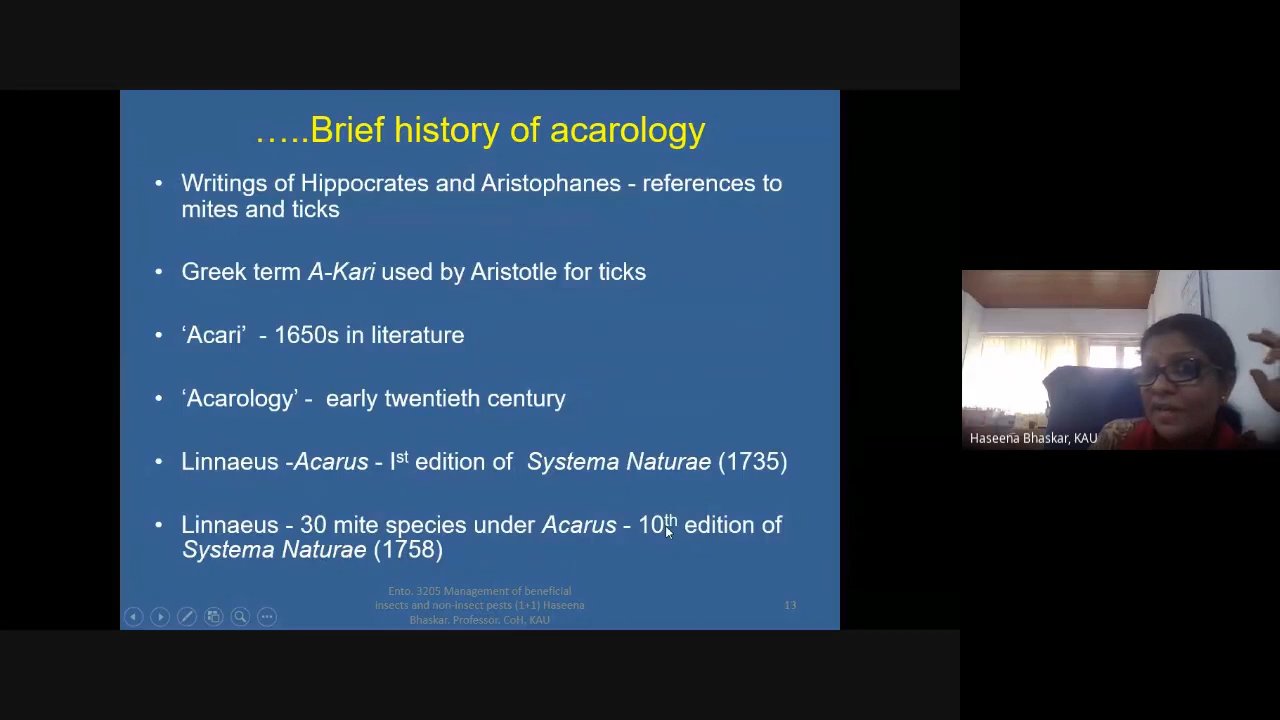 …..Brief history of acarology
• Writings of Hippocrates and Aristophanes - references to
mites and ticks
• Greek term A-Kari used by Aristotle for ticks
• ‘Acari’ - 1650s in literature
• ‘Acarology’ - early twentieth century
• Linnaeus -Acarus - Ist edition of Systema Naturae (1735)
• Linnaeus - 30 mite species under Acarus - 10th edition of
Systema Naturae (1758)
Ento. 3205 Management of beneficial
insects and non-insect pests (1+1) Haseena
Bhaskar. Professor. CoH, KAU
13
Haseena Bhaskar, KAU